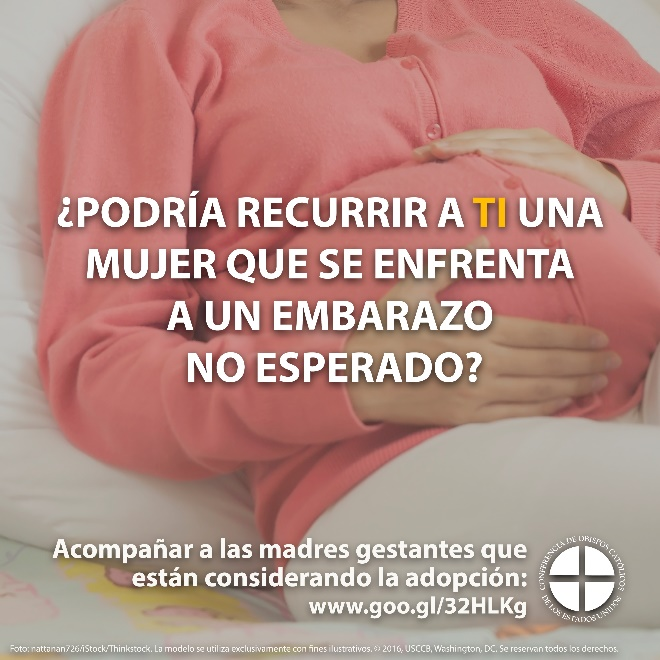 ¿PODRÍA RECURRIR A TI UNA
MUJER QUE SE ENFRENTA
A UN EMBARAZO
NO ESPERADO?
Acompañar a las madres gestantes que
están considerando la adopción:
www.goo.gl/32HLKg
CONFERENCIA DE OBISPOS CATÓLICOS
DE LOS ESTADOS UNIDOS
Foto: nattanan726/iStock/Thinkstock. La modelo se utiliza exclusivamente con fines ilustrativos. © 2016, USCCB, Washington, DC. Se reservan todos los derechos.